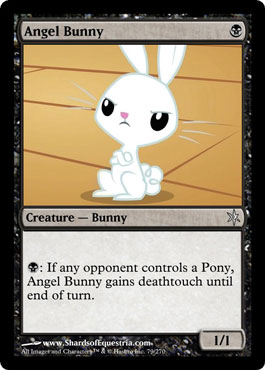 Angel Bunny
Creature — Bunny
: If any opponent controls a Pony,
Angel Bunny gains deathtouch until
end of turn.
www.ShardsofEquestria.com
All Images and Characters™ & © Hasbro Inc. 79/270
1/1